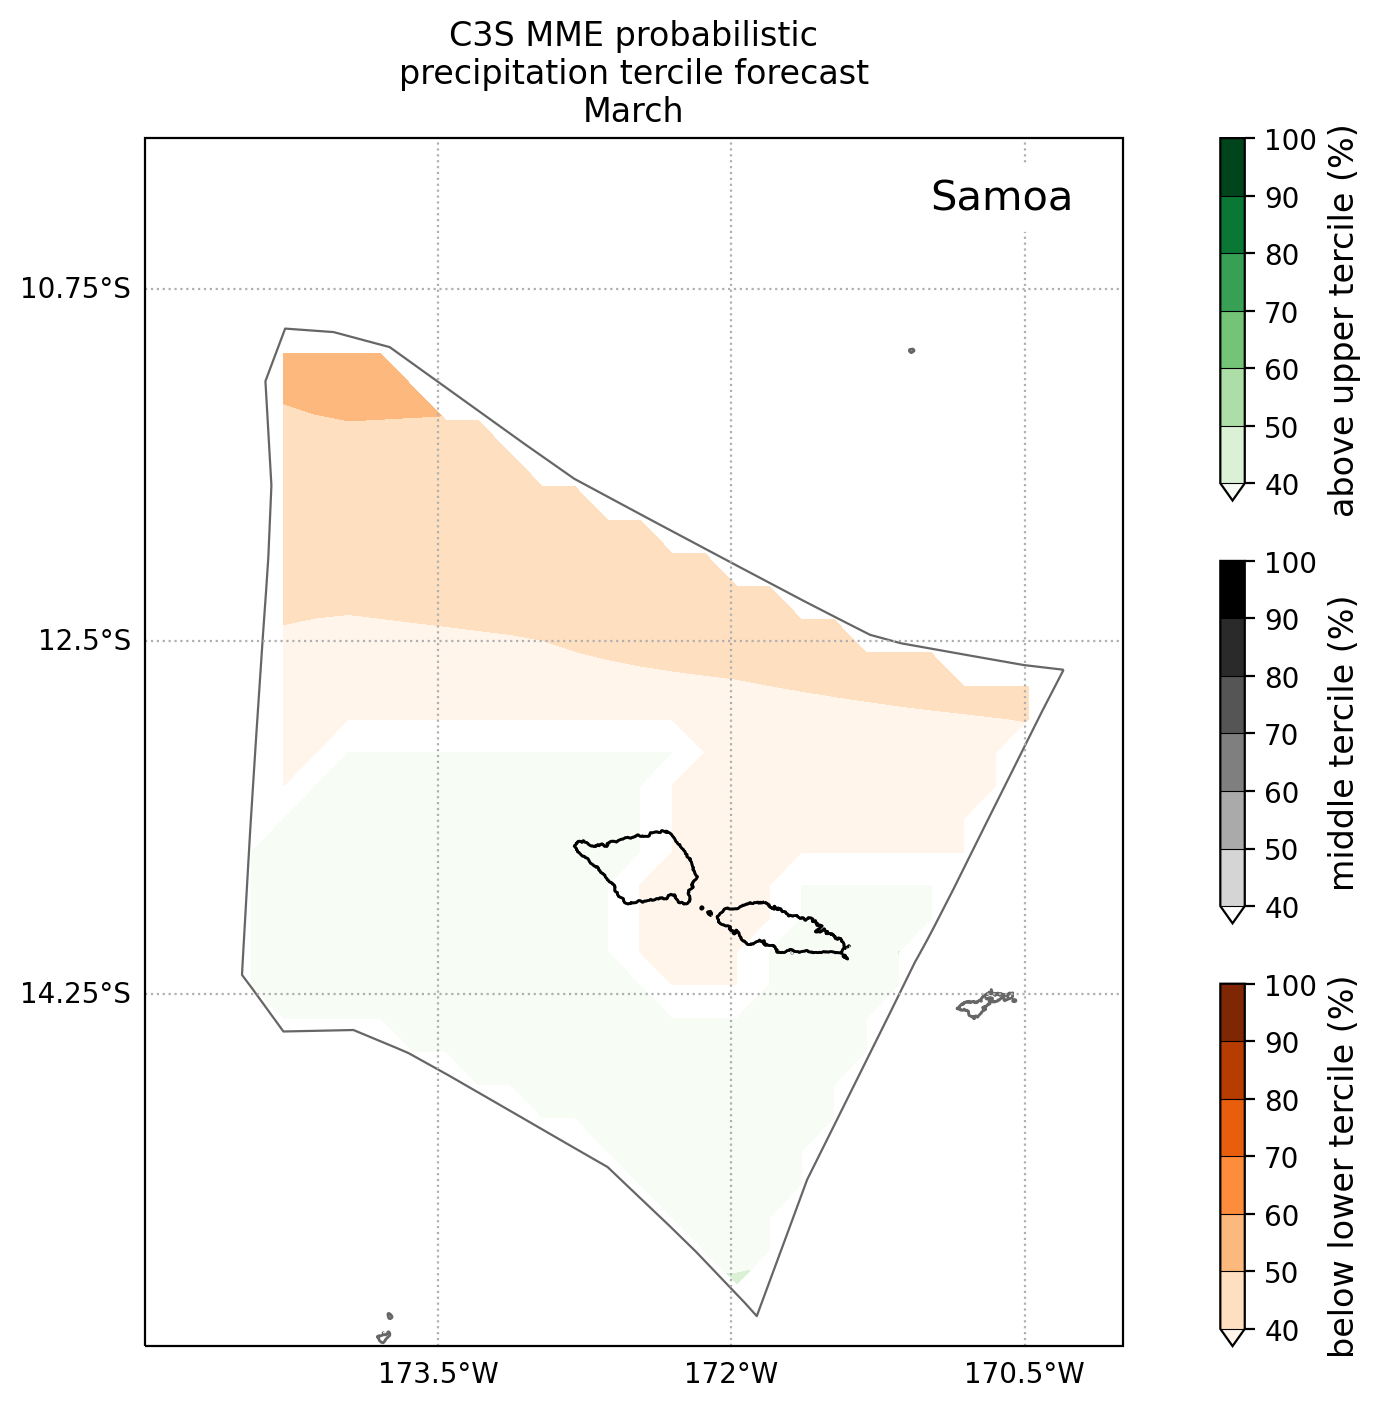 C3S MME probabilistic
precipitation tercile forecast
March
Samoa
10.75°S
12.5°S
14.25°S
173.5°W
172°W
170.5°W
100
90
80
70
60
50
40
above upper tercile (%)
100
90
80
70
60
50
40
middle tercile (%)
100
90
80
70
60
50
40
below lower tercile (%)